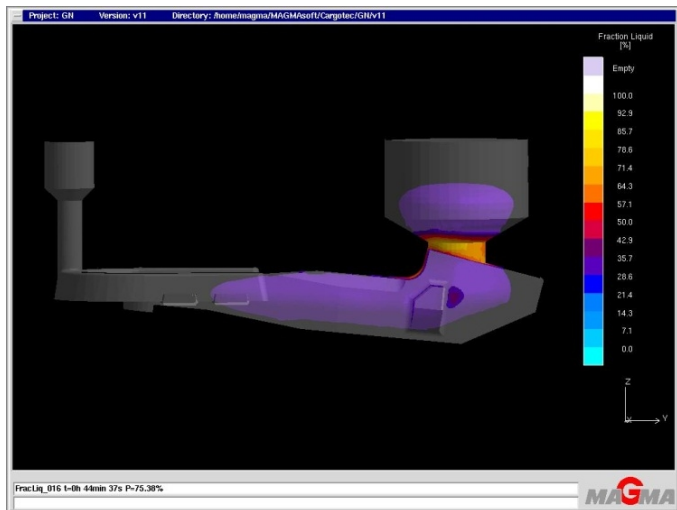 Project: GN Version: v11 Directory: /home/magma/MAGMAsoft/Cargotec/GN/v11
Fraction Liquid
[%]
Empty
100.0
92.9
85.7
78.6
71.4
64.3
57.1
50.0
42.9
35.7
28.6
21.4
14.3
7.1
0.0
Z
X
Y
FracLiq_016 t=0h 44min 37s P=75.38%
MAGMA